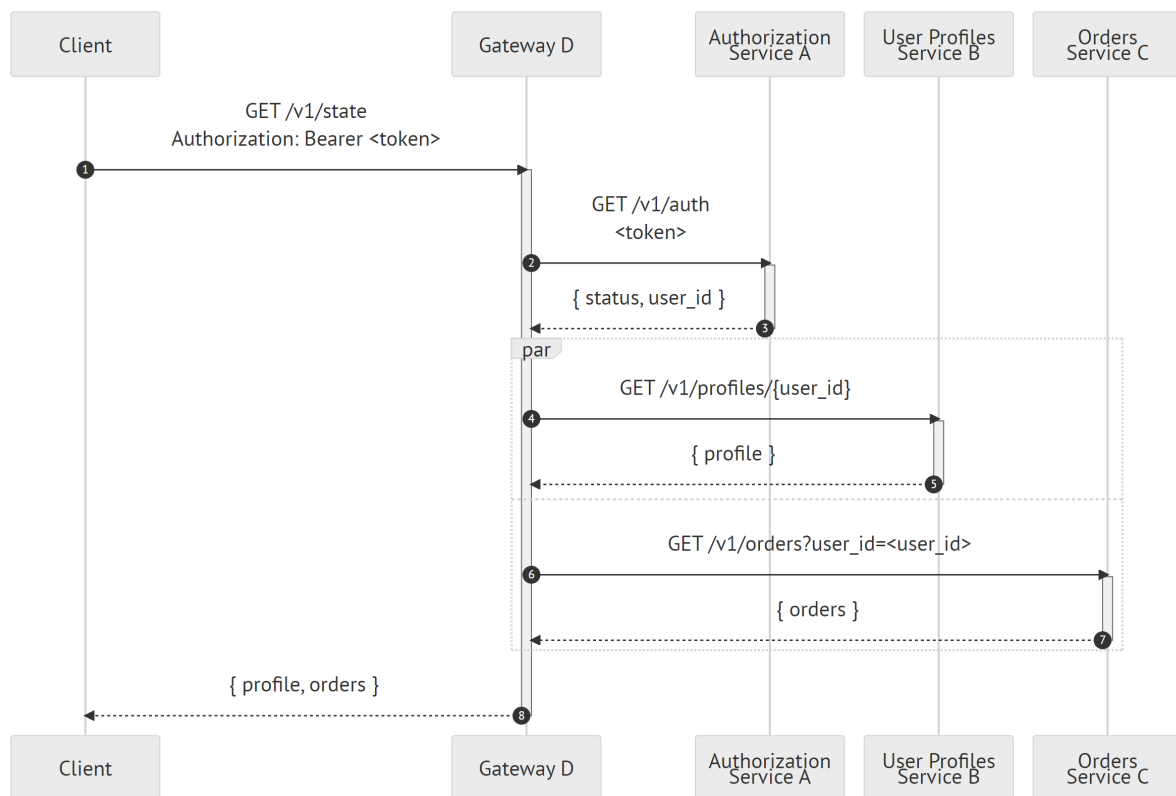 Client
Gateway D
Authorization
Service A
User Profiles
Service B
Orders
Service C
GET /v1/state
Authorization: Bearer <token>
1
GET /v1/auth
<token>
2
{ status, user_id }
3
par
GET /v1/profiles/{user_id}
4
{ profile }
5
GET /v1/orders?user_id=<user_id>
6
{ orders }
7
{ profile, orders }
8
Client
Gateway D
Authorization
Service A
User Profiles
Service B
Orders
Service C